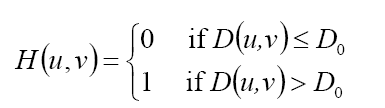 H(u,v) = { 0 if D(u,v) ≤ D₀
1 if D(u,v) > D₀